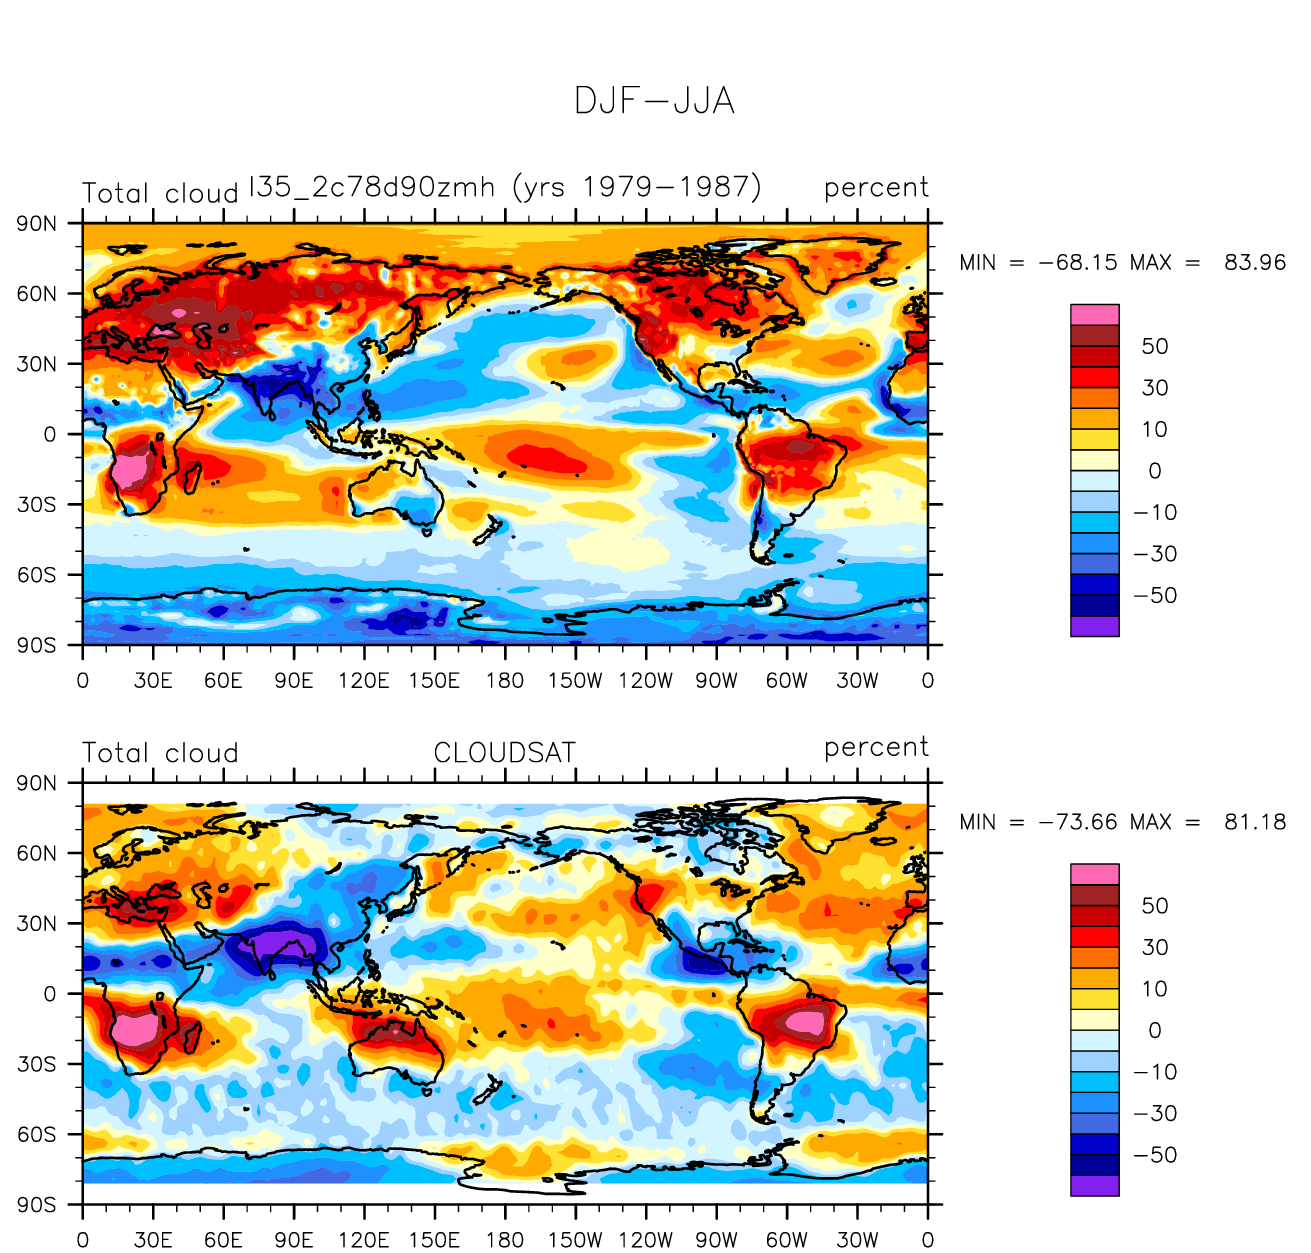 DJF−JJA
Total cloud I35_2c78d90zmh (yrs 1979−1987) percent
90N
60N
30N
0
30S
60S
90S
0 30E 60E 90E 120E 150E 180 150W 120W 90W 60W 30W 0
MIN = −68.15 MAX = 83.96
50
30
10
0
−10
−30
−50
Total cloud CLOUDSAT percent
90N
60N
30N
0
30S
60S
90S
0 30E 60E 90E 120E 150E 180 150W 120W 90W 60W 30W 0
MIN = −73.66 MAX = 81.18
50
30
10
0
−10
−30
−50